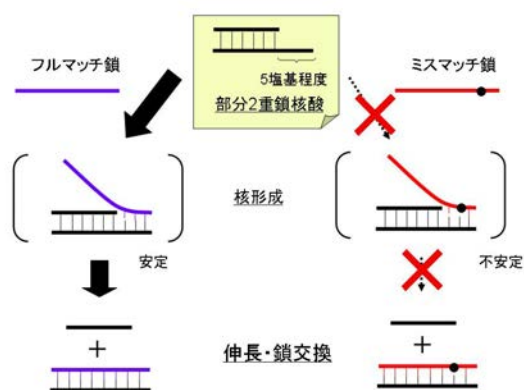 フルマッチ鎖
5塩基程度
部分2重鎖核酸
ミスマッチ鎖
核形成
安定
不安定
+
伸長・鎖交換
+